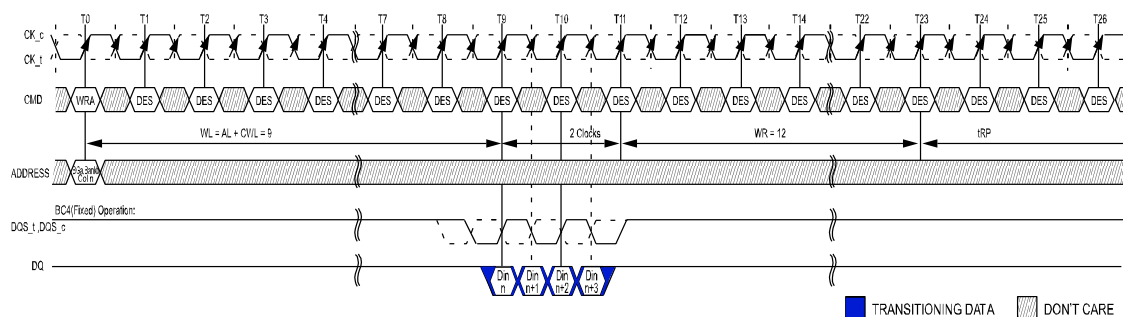 T0 T1 T2 T3 T4 T7 T8 T9 T10 T11 T12 T13 T14 T22 T23 T24 T25 T26
CK_c
CK_t
CMD WRA DES DES DES DES DES DES DES DES DES DES DES DES DES DES DES DES DES
WL = AL + CWL = 9 2 Clocks WR = 12 tRP
ADDRESS BGa,Bank
Col n
BC4(Fixed) Operation:
DQS_t ,DQS_c
DQ Din Din Din Din
n n+1 n+2 n+3
TRANSITIONING DATA DON'T CARE